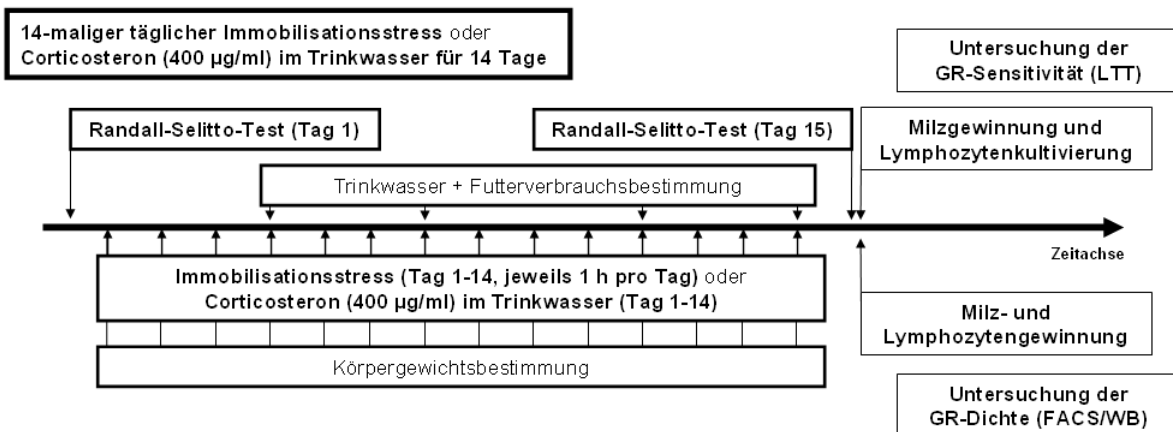 14-maliger täglicher Immobilisationsstress oder
Corticosteron (400 µg/ml) im Trinkwasser für 14 Tage
Untersuchung der
GR-Sensitivität (LTT)
Randall-Selitto-Test (Tag 1)
Randall-Selitto-Test (Tag 15)
Milzgewinnung und
Lymphozytenkultivierung
Trinkwasser + Futterverbrauchsbestimmung
Zeitachse
Immobilisationsstress (Tag 1-14, jeweils 1 h pro Tag) oder
Corticosteron (400 µg/ml) im Trinkwasser (Tag 1-14)
Milz- und
Lymphozytengewinnung
Körpergewichtsbestimmung
Untersuchung der
GR-Dichte (FACS/WB)